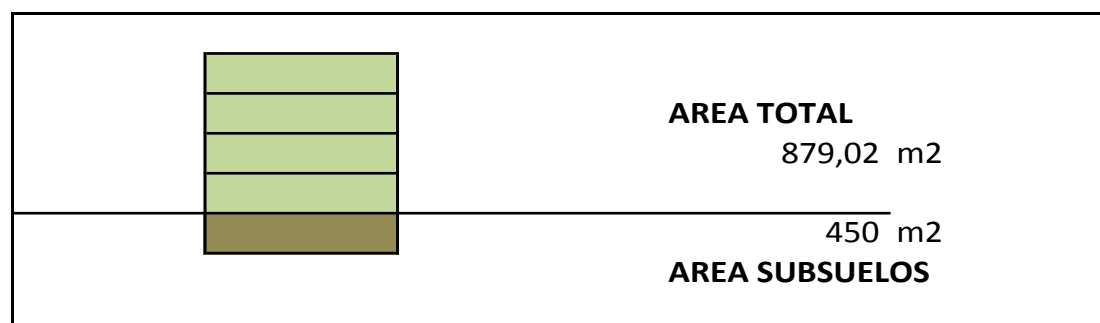 AREA TOTAL
879,02 m2
450 m2
AREA SUBSUELOS